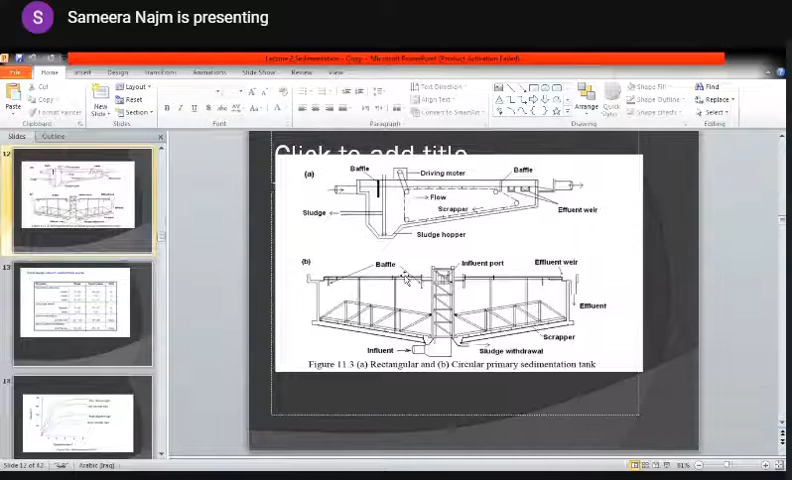 S
Sameera Najm is presenting
Lecture 2 Sedimentation - Copy - Microsoft PowerPoint (Product Activation Failed)
File Home Insert Design Transitions Animations Slide Show Review View
Paste
Cut
Copy
Format Painter
Clipboard
New Slide
Layout
Reset
Section
Slides
Font
Paragraph
Text Direction
Align Text
Convert to SmartArt
Arrange
Quick Styles
Shape Fill
Shape Outline
Shape Effects
Drawing
Find
Replace
Select
Editing
Slides Outline
12
13
Click to add title
(a)
Baffle
Driving motor
Baffle
Flow
Sludge
Scrapper
Effluent weir
Sludge hopper
(b)
Baffle
Influent port
Effluent weir
Effluent
Scrapper
Influent
Sludge withdrawal
Figure 11.3 (a) Rectangular and (b) Circular primary sedimentation tank
Slide 12 of 62
Arabic (Iraq)
81%